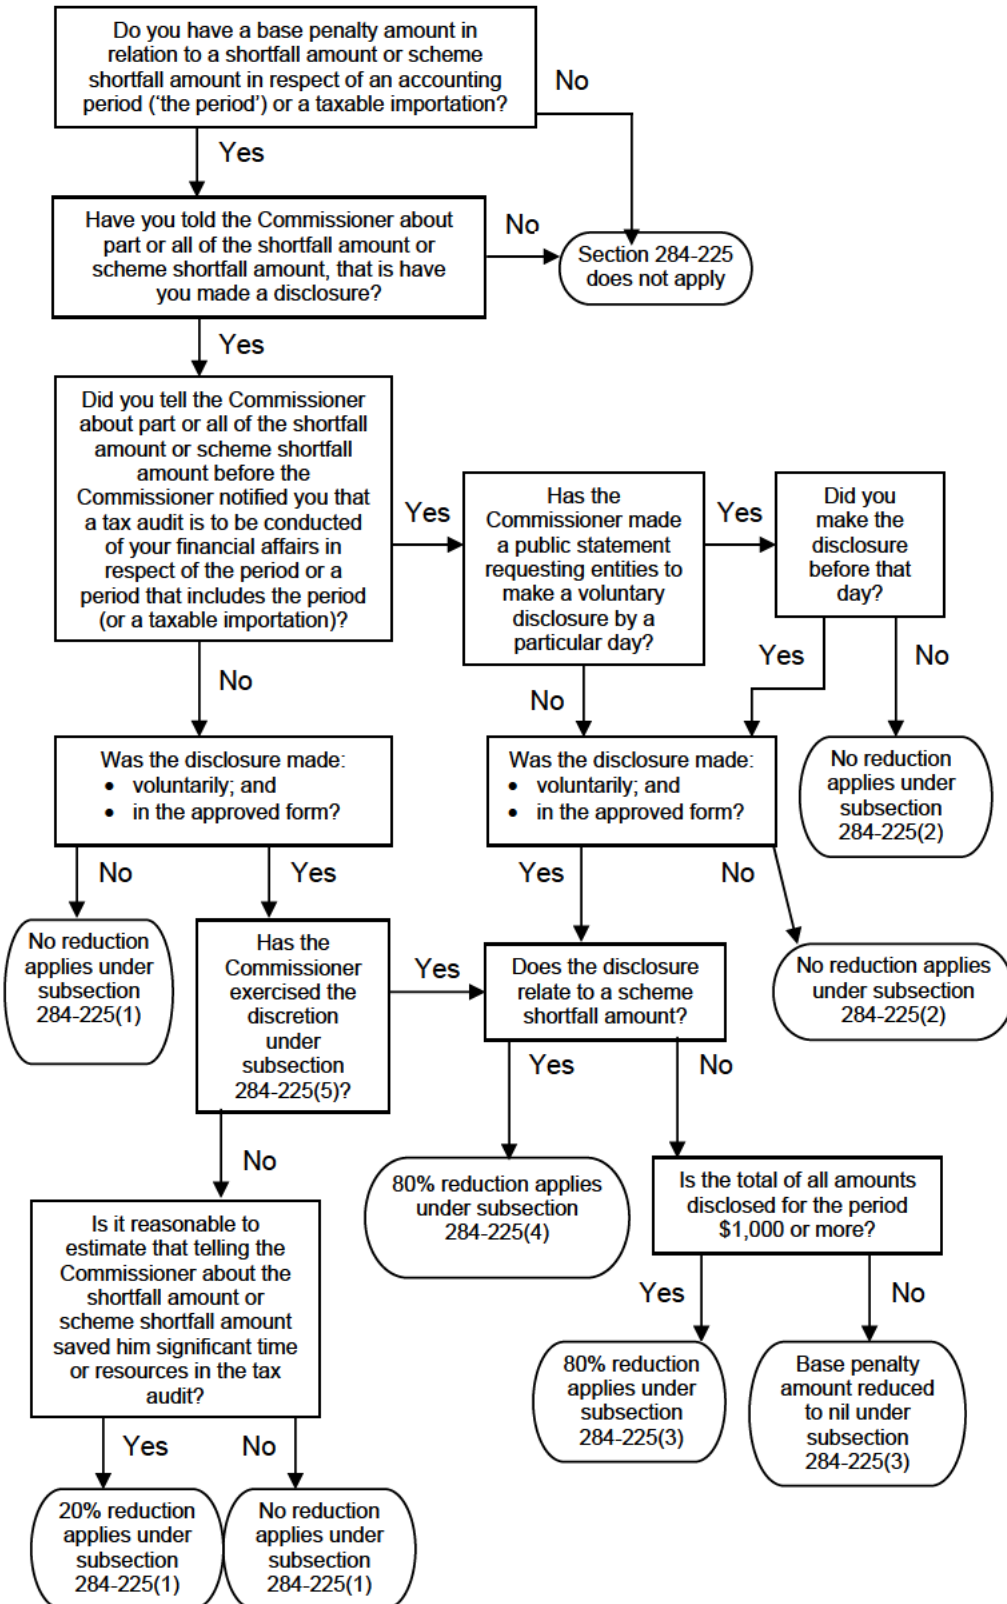 Do you have a base penalty amount in
relation to a shortfall amount or scheme
shortfall amount in respect of an accounting
period (‘the period’) or a taxable importation?
No
Yes
Have you told the Commissioner about
part or all of the shortfall amount or
scheme shortfall amount, that is have
you made a disclosure?
No
Section 284-225
does not apply
Yes
Did you tell the Commissioner
about part or all of the shortfall
amount or scheme shortfall
amount before the
Commissioner notified you that
a tax audit is to be conducted
of your financial affairs in
respect of the period or a
period that includes the period
(or a taxable importation)?
Yes
Has the
Commissioner made
a public statement
requesting entities to
make a voluntary
disclosure by a
particular day?
Yes
Did you
make the
disclosure
before that
day?
No
No
Yes
No
Was the disclosure made:
• voluntarily; and
• in the approved form?
Was the disclosure made:
• voluntarily; and
• in the approved form?
No reduction
applies under
subsection
284-225(2)
No
Yes
Yes
No
No reduction
applies under
subsection
284-225(1)
Has the
Commissioner
exercised the
discretion
under
subsection
284-225(5)?
Yes
Does the disclosure
relate to a scheme
shortfall amount?
No reduction applies
under subsection
284-225(2)
Yes
No
No
80% reduction applies
under subsection
284-225(4)
Is the total of all amounts
disclosed for the period
$1,000 or more?
Is it reasonable to
estimate that telling the
Commissioner about the
shortfall amount or
scheme shortfall amount
saved him significant time
or resources in the tax
audit?
Yes
No
80% reduction
applies under
subsection
284-225(3)
Base penalty
amount reduced
to nil under
subsection
284-225(3)
Yes
No
20% reduction
applies under
subsection
284-225(1)
No reduction
applies under
subsection
284-225(1)